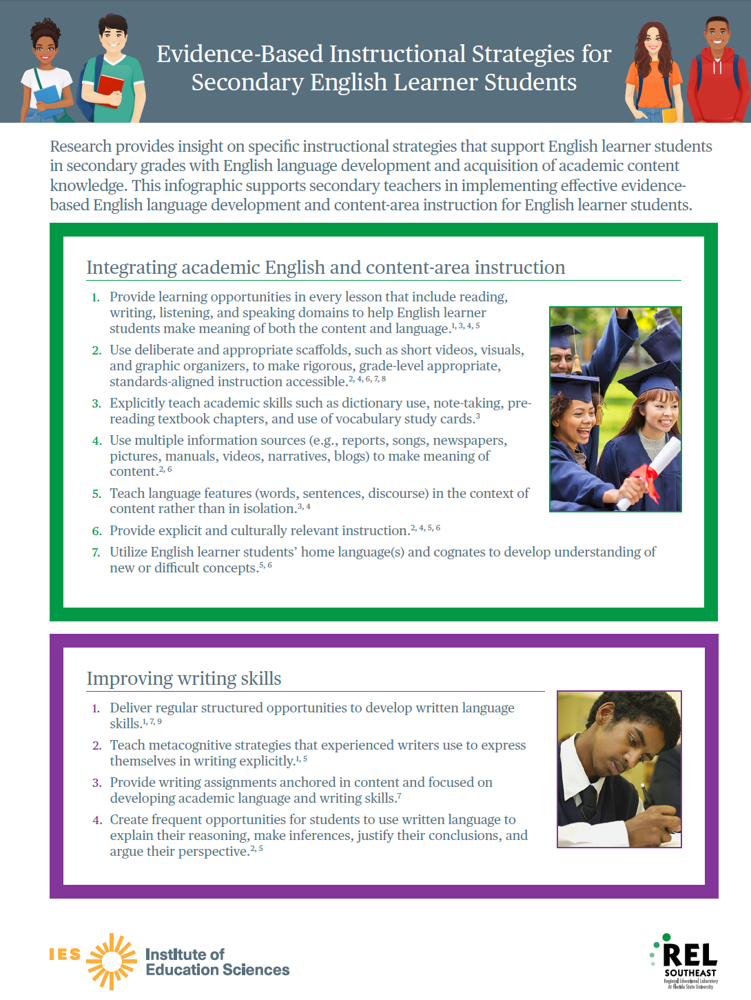 Evidence-Based Instructional Strategies for
Secondary English Learner Students
Research provides insight on specific instructional strategies that support English learner students
in secondary grades with English language development and acquisition of academic content
knowledge. This infographic supports secondary teachers in implementing effective evidence-
based English language development and content-area instruction for English learner students.
Integrating academic English and content-area instruction
1. Provide learning opportunities in every lesson that include reading,
writing, listening, and speaking domains to help English learner
students make meaning of both the content and language.1, 3, 4, 5
2. Use deliberate and appropriate scaffolds, such as short videos, visuals,
and graphic organizers, to make rigorous, grade-level appropriate,
standards-aligned instruction accessible.2, 4, 6, 7, 8
3. Explicitly teach academic skills such as dictionary use, note-taking, pre-
reading textbook chapters, and use of vocabulary study cards.3
4. Use multiple information sources (e.g., reports, songs, newspapers,
pictures, manuals, videos, narratives, blogs) to make meaning of
content.2, 6
5. Teach language features (words, sentences, discourse) in the context of
content rather than in isolation.3, 4
6. Provide explicit and culturally relevant instruction.2, 4, 5, 6
7. Utilize English learner students’ home language(s) and cognates to develop understanding of
new or difficult concepts.5, 6
Improving writing skills
1. Deliver regular structured opportunities to develop written language
skills.1, 7, 9
2. Teach metacognitive strategies that experienced writers use to express
themselves in writing explicitly.1, 5
3. Provide writing assignments anchored in content and focused on
developing academic language and writing skills.7
4. Create frequent opportunities for students to use written language to
explain their reasoning, make inferences, justify their conclusions, and
argue their perspective.2, 5
IES
Institute of
Education Sciences
REL
SOUTHEAST
Regional Educational Laboratory
At Florida State University